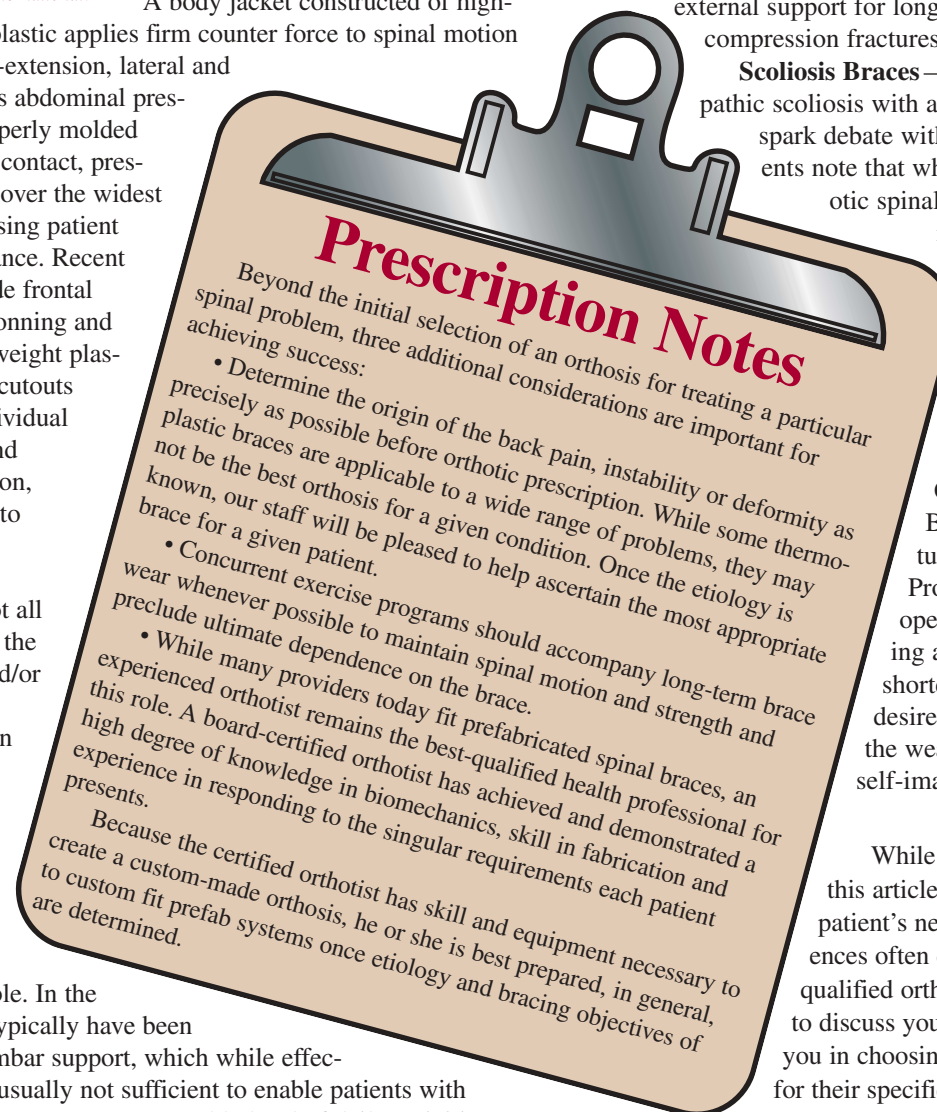 A body jacket constructed of high-
plastic applies firm counter force to spinal motion
-extension, lateral and
s abdominal pres-
perly molded
contact, pres-
over the widest
sing patient
ance. Recent
de frontal
onning and
weight plas-
cutouts
ividual
nd
on,
to
ot all
the
d/or
n
ole. In the
ypically have been
mbar support, which while effec-
usually not sufficient to enable patients with
Prescription Notes
Beyond the initial selection of an orthosis for treating a particular
spinal problem, three additional considerations are important for
achieving success:
• Determine the origin of the back pain, instability or deformity as
precisely as possible before orthotic prescription. While some thermo-
plastic braces are applicable to a wide range of problems, they may
not be the best orthosis for a given condition. Once the etiology is
known, our staff will be pleased to help ascertain the most appropriate
brace for a given patient.
• Concurrent exercise programs should accompany long-term brace
wear whenever possible to maintain spinal motion and strength and
preclude ultimate dependence on the brace.
• While many providers today fit prefabricated spinal braces, an
experienced orthotist remains the best-qualified health professional for
this role. A board-certified orthotist has achieved and demonstrated a
high degree of knowledge in biomechanics, skill in fabrication and
experience in responding to the singular requirements each patient
presents.
Because the certified orthotist has skill and equipment necessary to
create a custom-made orthosis, he or she is best prepared, in general,
to custom fit prefab systems once etiology and bracing objectives of
are determined.
external support for long
compression fractures
Scoliosis Braces –
pathic scoliosis with a
spark debate with
ents note that wh
otic spinal
B
tu
Pro
ope
ing a
shorte
desire
the wea
self-ima
While
this article
patient's ne
ences often
qualified orth
to discuss you
you in choosin
for their specifi